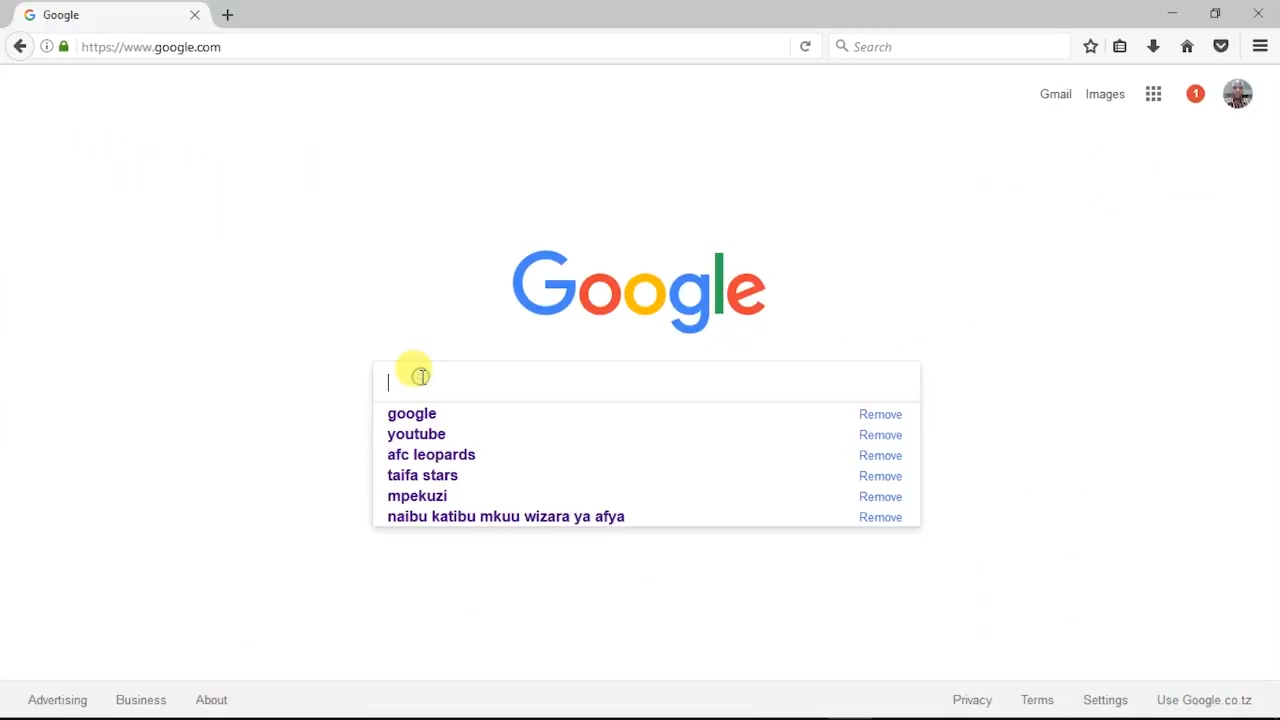 Google
https://www.google.com
Search
Gmail Images 1
Google
google Remove
youtube Remove
afc leopards Remove
taifa stars Remove
mpekuzi Remove
naibu katibu mkuu wizara ya afya Remove
Advertising Business About Privacy Terms Settings Use Google.co.tz